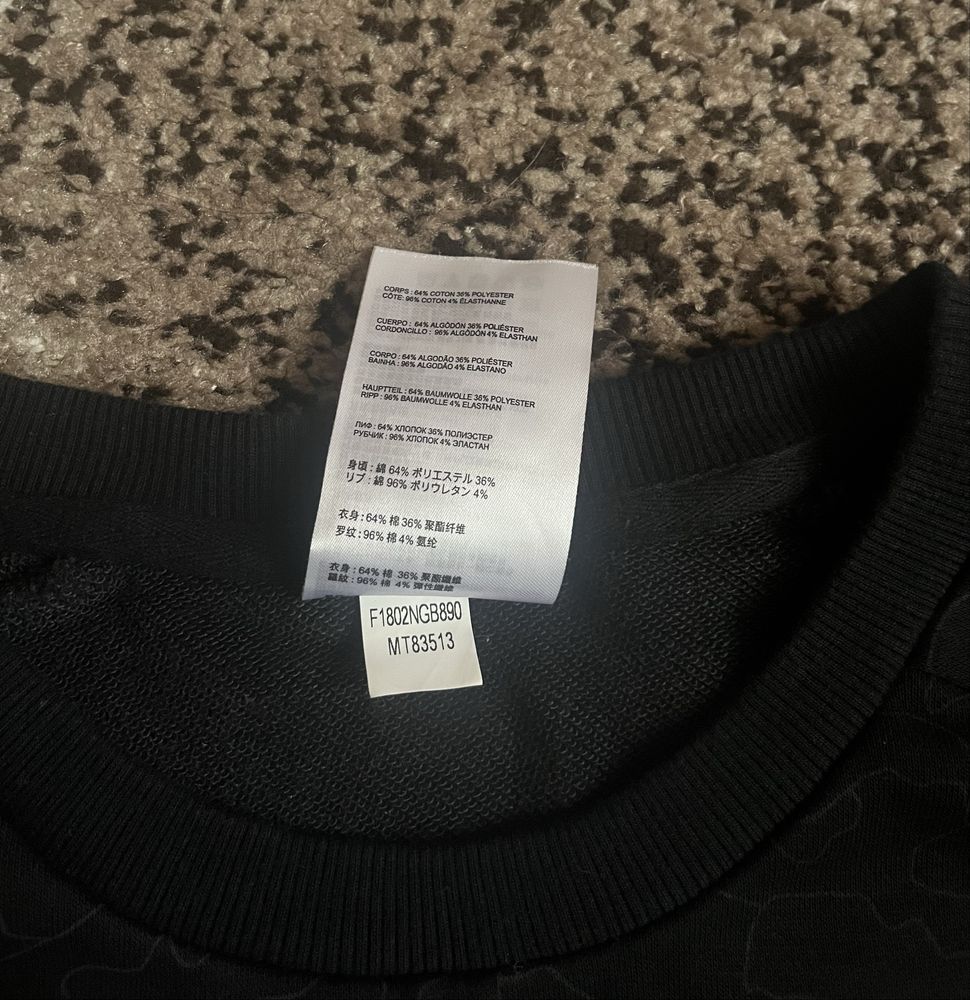 CORPS : 64% COTON 36% POLYESTER
CÔTE: 96% COTON 4% ÉLASTHANNE
CUERPO : 64% ALGODÓN 36% POLIÉSTER
CORDONCILLO : 96% ALGODÓN 4% ELASTHAN
CORPO : 64% ALGODÃO 36% POLIÉSTER
BAINHA : 96% ALGODÃO 4% ELASTANO
HAUPTTEIL : 64% BAUMWOLLE 36% POLYESTER
RIPP : 96% BAUMWOLLE 4% ELASTHAN
ЛИФ : 64% ХЛОПОК 36% ПОЛИЭСТЕР
РУБЧИК : 96% ХЛОПОК 4% ЭЛАСТАН
身頃 : 綿 64% ポリエステル 36%
リブ : 綿 96% ポリウレタン 4%
衣身 : 64% 棉 36% 聚酯纤维
罗纹 : 96% 棉 4% 氨纶
衣身 : 64% 棉 36% 聚酯纖維
羅紋 : 96% 棉 4% 彈性纖維
F1802NGB890
MT83513